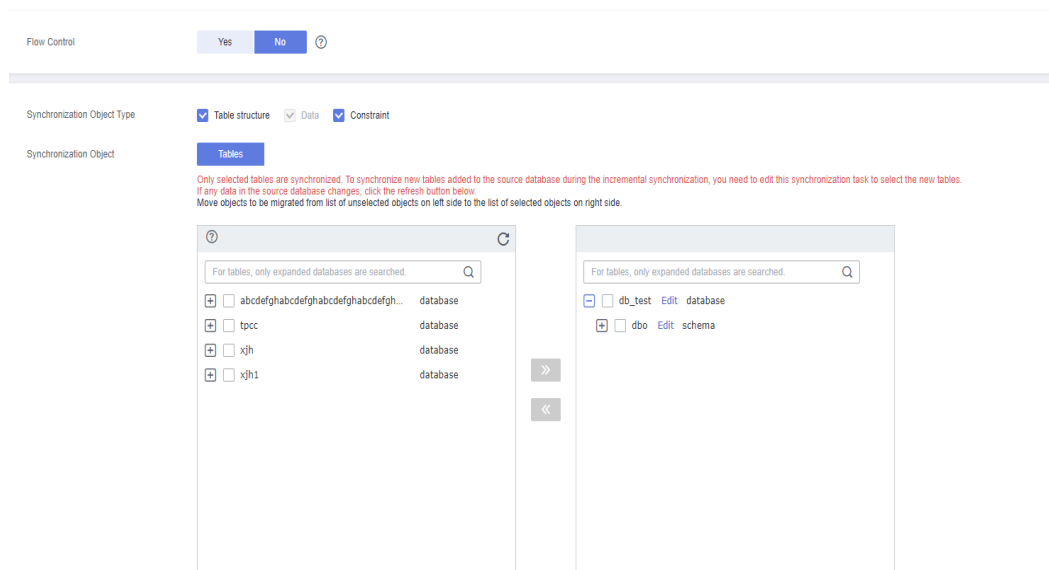 Flow Control Yes No ?
Synchronization Object Type Table structure Data Constraint
Synchronization Object Tables
Only selected tables are synchronized. To synchronize new tables added to the source database during the incremental synchronization, you need to edit this synchronization task to select the new tables.
If any data in the source database changes, click the refresh button below.
Move objects to be migrated from list of unselected objects on left side to the list of selected objects on right side.
?
For tables, only expanded databases are searched.
abcdefghabcdefghabcdefghabcdefgh... database
tpcc database
xjh database
xjh1 database
For tables, only expanded databases are searched.
db_test Edit database
dbo Edit schema